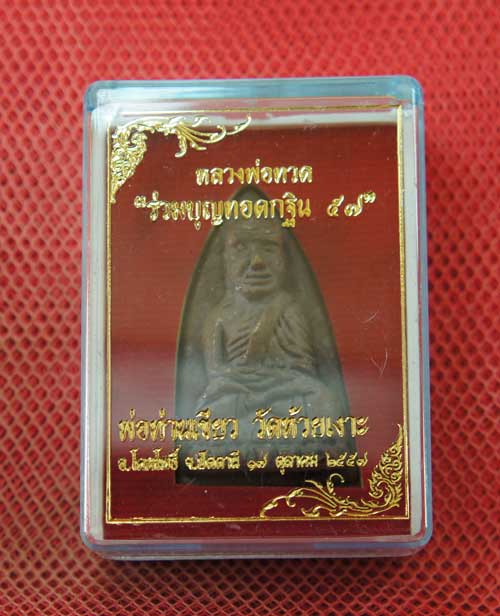 หลวงพ่อทวด
"ร่วมบุญทอดกฐิน ๕๗"
พ่อท่านเขียว วัดห้วยเงาะ
อ.โคกโพธิ์ จ.ปัตตานี ๑๗ ตุลาคม ๒๕๕๗